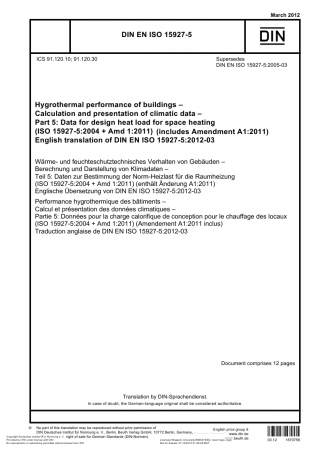 March 2012
DIN EN ISO 15927-5
DIN
ICS 91.120.10; 91.120.30
Supersedes
DIN EN ISO 15927-5:2005-03
Hygrothermal performance of buildings –
Calculation and presentation of climatic data –
Part 5: Data for design heat load for space heating
(ISO 15927-5:2004 + Amd 1:2011) (includes Amendment A1:2011)
English translation of DIN EN ISO 15927-5:2012-03
Wärme- und feuchteschutztechnisches Verhalten von Gebäuden –
Berechnung und Darstellung von Klimadaten –
Teil 5: Daten zur Bestimmung der Norm-Heizlast für die Raumheizung
(ISO 15927-5:2004 + Amd 1:2011) (enthält Änderung A1:2011)
Englische Übersetzung von DIN EN ISO 15927-5:2012-03
Performance hygrothermique des bâtiments –
Calcul et présentation des données climatiques –
Partie 5: Données pour la charge calorifique de conception pour le chauffage des locaux
(ISO 15927-5:2004 + Amd 1:2011) (Amendement A1:2011 inclus)
Traduction anglaise de DIN EN ISO 15927-5:2012-03
Document comprises 12 pages
Translation by DIN-Sprachendienst.
In case of doubt, the German-language original shall be considered authoritative.
© No part of this translation may be reproduced without prior permission of
DIN Deutsches Institut für Normung e. V., Berlin. Beuth Verlag GmbH, 10772 Berlin, Germany,
right of sale for German Standards (DIN-Normen).
English price group 9
www.din.de
www.beuth.de
03.12